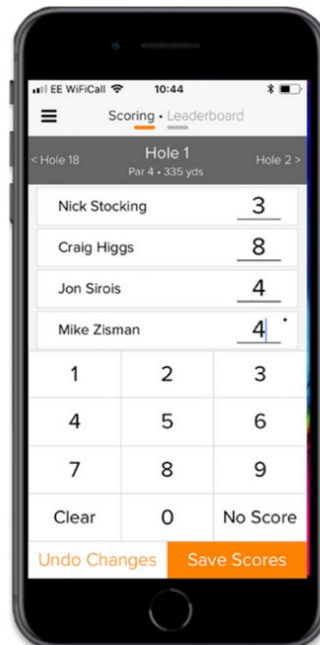 EE WiFiCall 10:44
Scoring • Leaderboard
< Hole 18 Hole 1 Hole 2 >
Par 4 • 335 yds
Nick Stocking 3
Craig Higgs 8
Jon Sirois 4
Mike Zisman 4
1 2 3
4 5 6
7 8 9
Clear 0 No Score
Undo Changes Save Scores